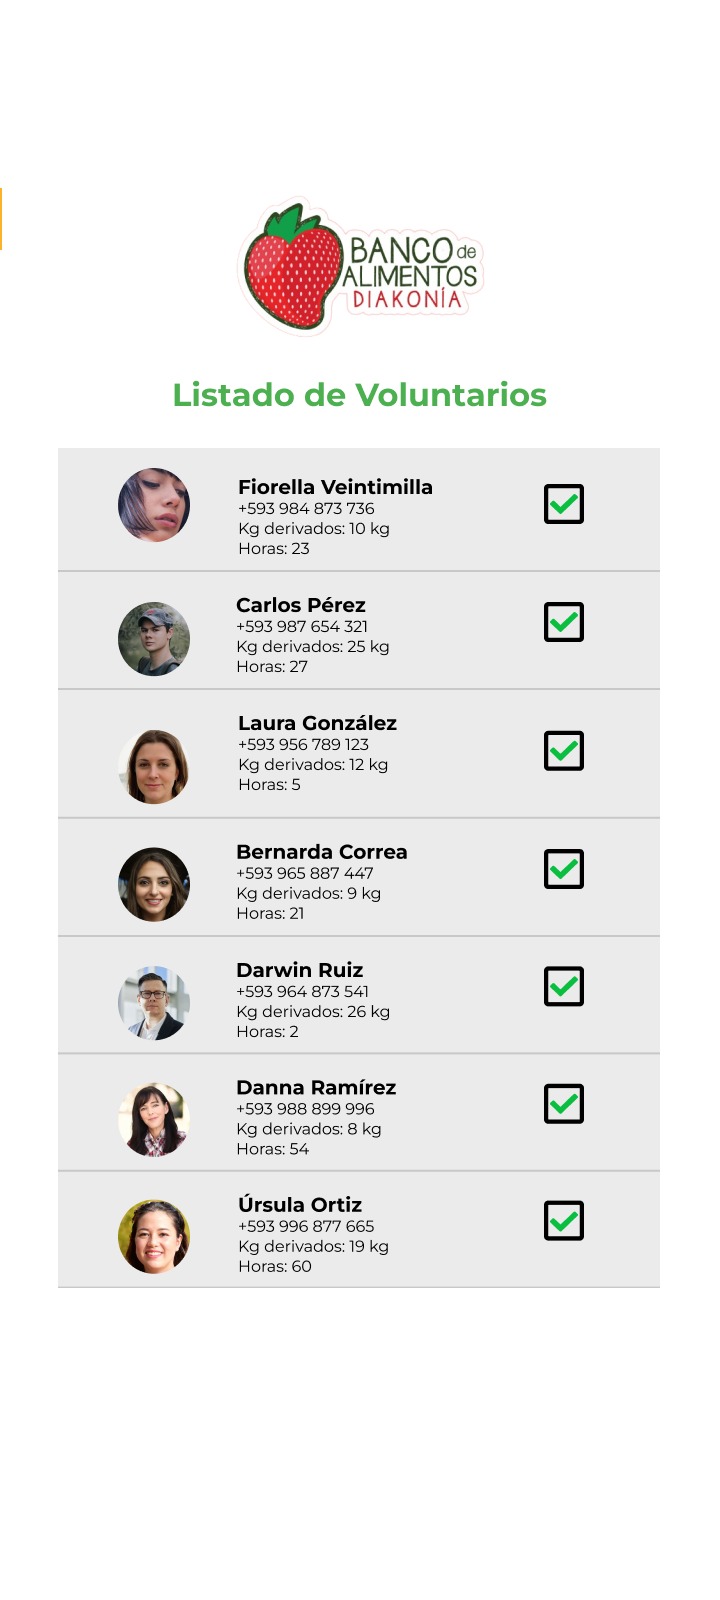 BANCO de
ALIMENTOS
DIAKONÍA
Listado de Voluntarios
Fiorella Veintimilla
+593 984 873 736
Kg derivados: 10 kg
Horas: 23
Carlos Pérez
+593 987 654 321
Kg derivados: 25 kg
Horas: 27
Laura González
+593 956 789 123
Kg derivados: 12 kg
Horas: 5
Bernarda Correa
+593 965 887 447
Kg derivados: 9 kg
Horas: 21
Darwin Ruiz
+593 964 873 541
Kg derivados: 26 kg
Horas: 2
Danna Ramírez
+593 988 899 996
Kg derivados: 8 kg
Horas: 54
Úrsula Ortiz
+593 996 877 665
Kg derivados: 19 kg
Horas: 60